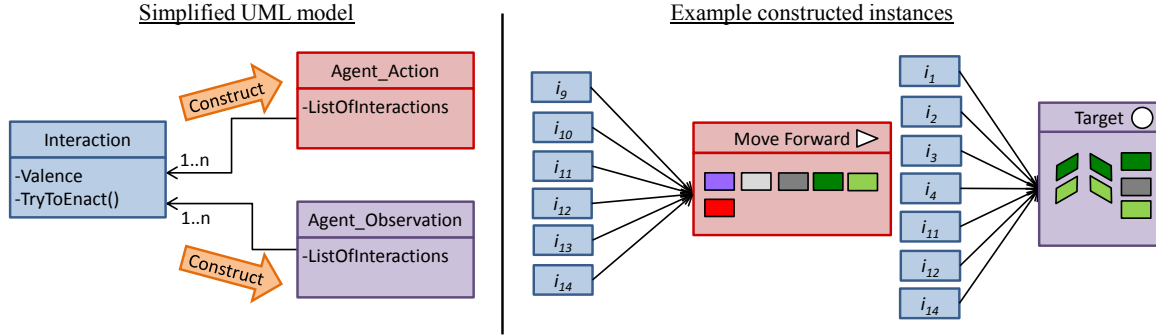 Simplified UML model
Construct
Agent_Action
-ListOfInteractions
Interaction
-Valence
-TryToEnact()
1..n
1..n
Agent_Observation
-ListOfInteractions
Construct
Example constructed instances
i9
i10
i11
i12
i13
i14
Move Forward
i1
i2
i3
i4
i11
i12
i14
Target